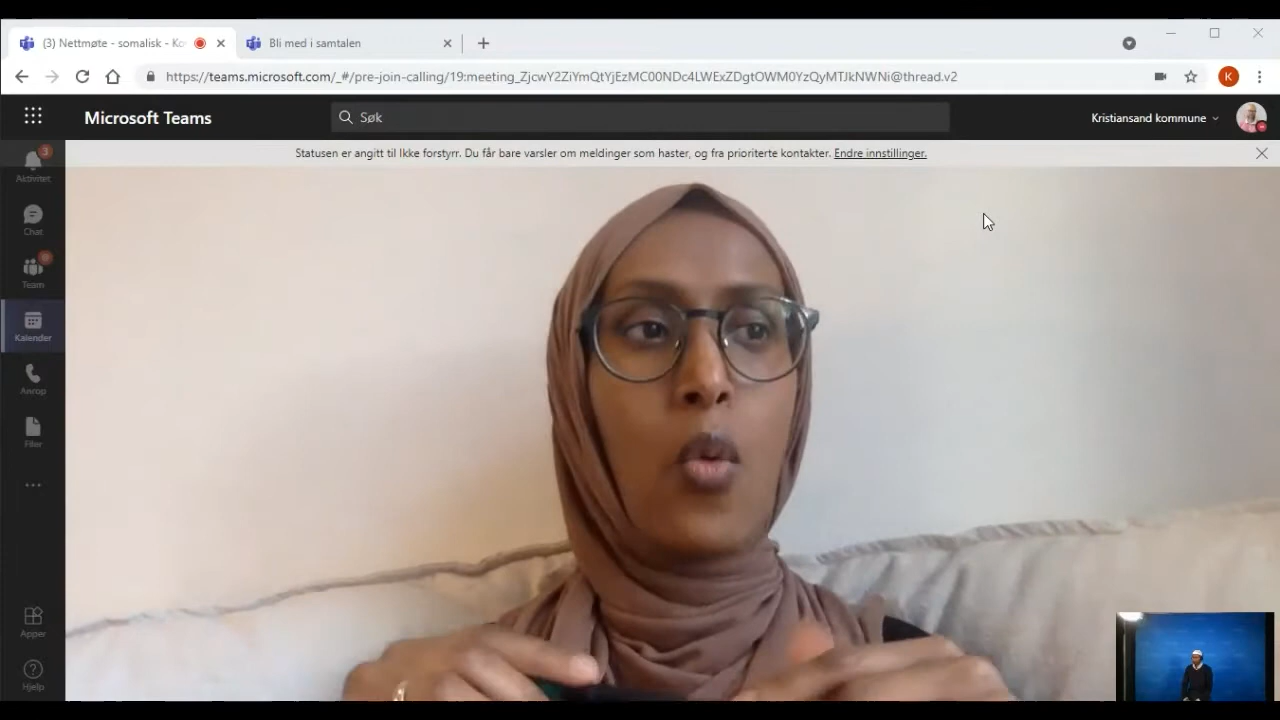 (3) Nettmøte - somalisk - Ko
Bli med i samtalen
https://teams.microsoft.com/_#/pre-join-calling/19:meeting_ZjcwY2ZiYmQtYjEzMC00NDc4LWExZDgtOWM0YzQyMTJkNWNi@thread.v2
K
Microsoft Teams
Søk
Kristiansand kommune
Statusen er angitt til Ikke forstyrr. Du får bare varsler om meldinger som haster, og fra prioriterte kontakter. Endre innstillinger.
3
Aktivitet
Chat
Team
Kalender
Anrop
Filer
Apper
Hjelp